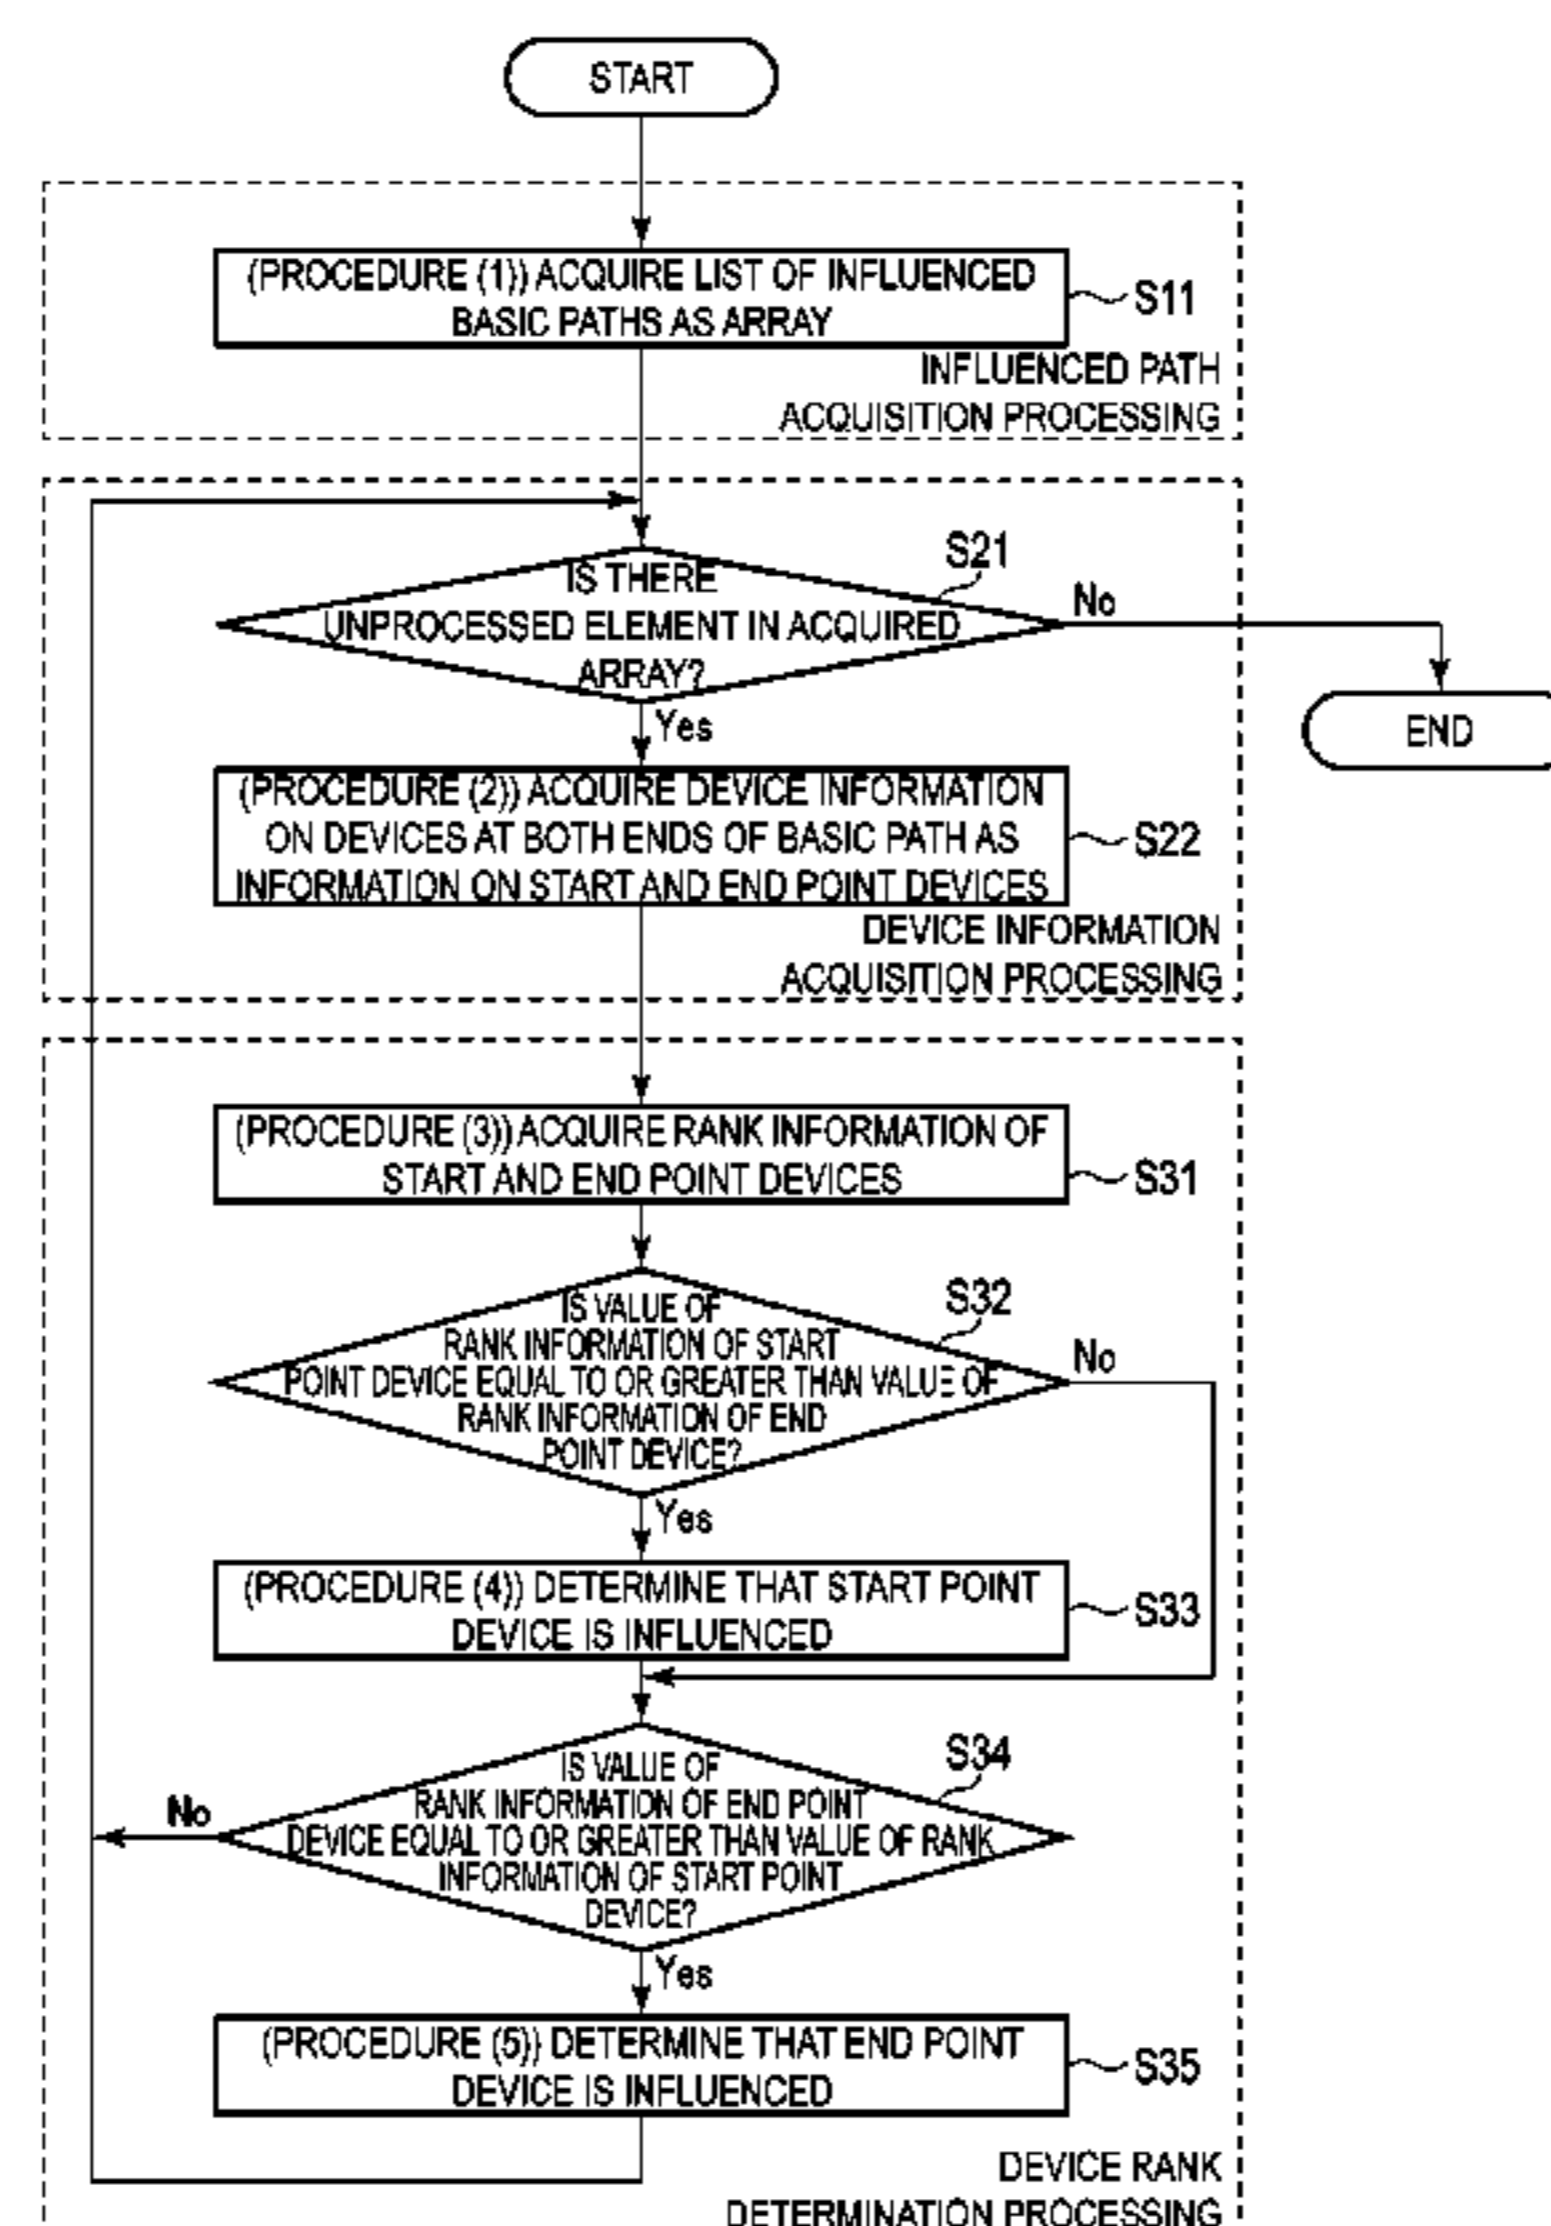 START
(PROCEDURE (1)) ACQUIRE LIST OF INFLUENCED
BASIC PATHS AS ARRAY
S11
INFLUENCED PATH
ACQUISITION PROCESSING
S21
IS THERE
UNPROCESSED ELEMENT IN ACQUIRED
ARRAY?
No
Yes
END
(PROCEDURE (2)) ACQUIRE DEVICE INFORMATION
ON DEVICES AT BOTH ENDS OF BASIC PATH AS
INFORMATION ON START AND END POINT DEVICES
S22
DEVICE INFORMATION
ACQUISITION PROCESSING
(PROCEDURE (3)) ACQUIRE RANK INFORMATION OF
START AND END POINT DEVICES
S31
S32
IS VALUE OF
RANK INFORMATION OF START
POINT DEVICE EQUAL TO OR GREATER THAN VALUE OF
RANK INFORMATION OF END
POINT DEVICE?
No
Yes
(PROCEDURE (4)) DETERMINE THAT START POINT
DEVICE IS INFLUENCED
S33
S34
IS VALUE OF
RANK INFORMATION OF END POINT
DEVICE EQUAL TO OR GREATER THAN VALUE OF RANK
INFORMATION OF START POINT
DEVICE?
No
Yes
(PROCEDURE (5)) DETERMINE THAT END POINT
DEVICE IS INFLUENCED
S35
DEVICE RANK
DETERMINATION PROCESSING